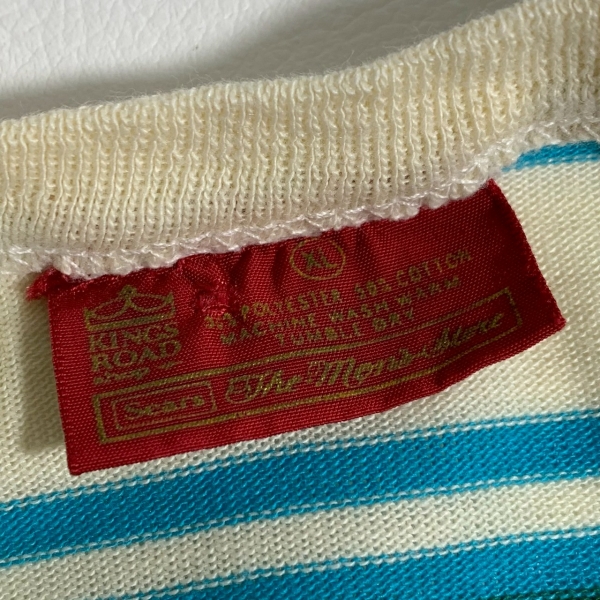 XL
KINGS
ROAD
50% POLYESTER 50% COTTON
MACHINE WASH WARM
TUMBLE DRY
Sears The Men's Store